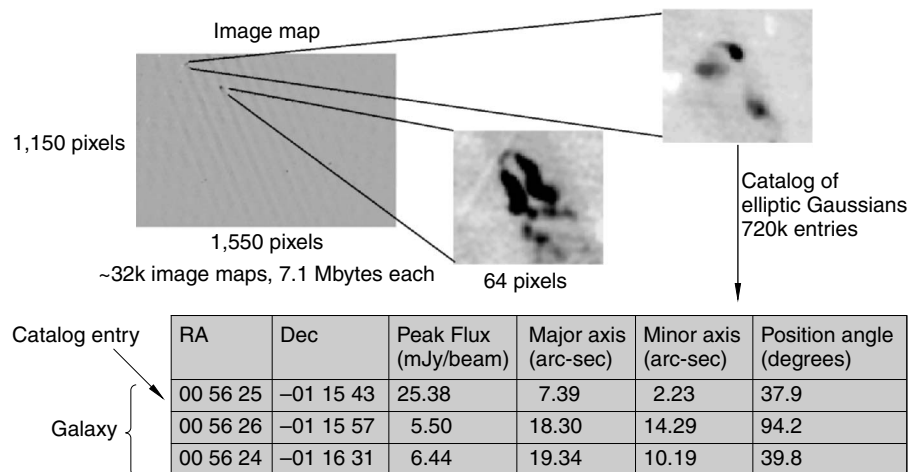 Image map
1,150 pixels
1,550 pixels
~32k image maps, 7.1 Mbytes each
64 pixels
Catalog of
elliptic Gaussians
720k entries
Catalog entry
RA Dec Peak Flux (mJy/beam) Major axis (arc-sec) Minor axis (arc-sec) Position angle (degrees)
00 56 25 –01 15 43 25.38 7.39 2.23 37.9
Galaxy
00 56 26 –01 15 57 5.50 18.30 14.29 94.2
00 56 24 –01 16 31 6.44 19.34 10.19 39.8